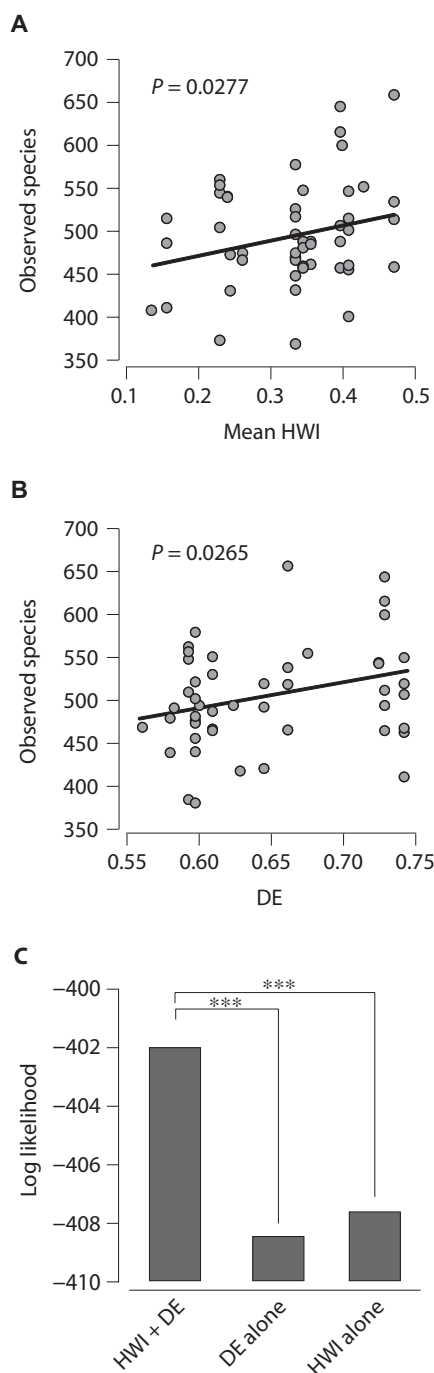 A
700
650
600
550
500
450
400
350
Observed species
P = 0.0277
0.1 0.2 0.3 0.4 0.5
Mean HWI
B
700
650
600
550
500
450
400
350
Observed species
P = 0.0265
0.55 0.60 0.65 0.70 0.75
DE
C
−400
−402
−404
−406
−408
−410
Log likelihood
***
***
HWI + DE
DE alone
HWI alone